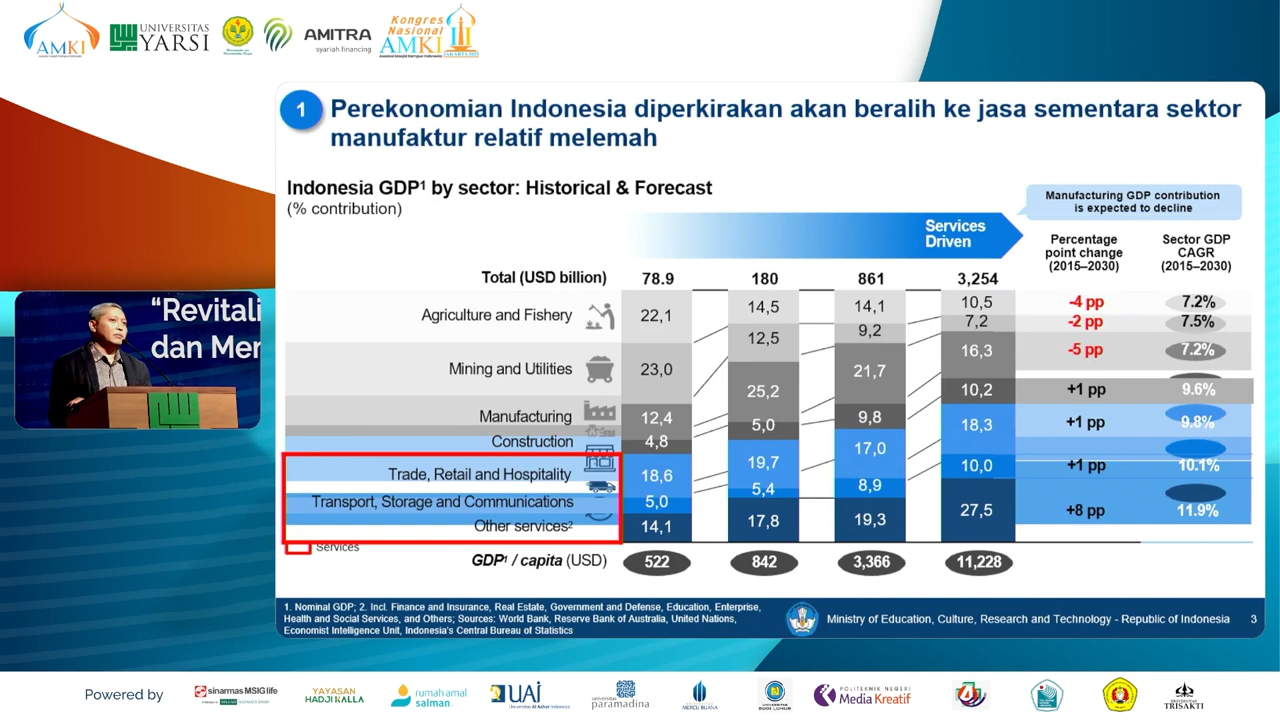 AMKI
UNIVERSITAS
YARSI
AMITRA
syariah financing
Kongres
Nasional
AMKI
1
Perekonomian Indonesia diperkirakan akan beralih ke jasa sementara sektor
manufaktur relatif melemah
Indonesia GDP¹ by sector: Historical & Forecast
(% contribution)
Manufacturing GDP contribution
is expected to decline
Services
Driven
Percentage
point change
(2015–2030)
Sector GDP
CAGR
(2015–2030)
Total (USD billion) 78.9 180 861 3,254
Agriculture and Fishery 22,1 14,5 14,1 10,5 -4 pp 7.2%
12,5 9,2 7,2 -2 pp 7.5%
Mining and Utilities 23,0 25,2 21,7 16,3 -5 pp 7.2%
Manufacturing 12,4 5,0 9,8 10,2 +1 pp 9.6%
Construction 4,8 19,7 17,0 18,3 +1 pp 9.8%
Trade, Retail and Hospitality 18,6 5,4 8,9 10,0 +1 pp 10.1%
Transport, Storage and Communications 5,0
Other services² 14,1 17,8 19,3 27,5 +8 pp 11.9%
Services
GDP¹ / capita (USD) 522 842 3,366 11,228
1. Nominal GDP; 2. Incl. Finance and Insurance, Real Estate, Government and Defense, Education, Enterprise,
Health and Social Services, and Others; Sources: World Bank, Reserve Bank of Australia, United Nations,
Economist Intelligence Unit, Indonesia's Central Bureau of Statistics
Ministry of Education, Culture, Research and Technology - Republic of Indonesia 3
"Revitali
dan Mer
Powered by
sinarmas MSIG life
YAYASAN
HADJI KALLA
rumah amal
salman.
UAI
Universitas Al Azhar Indonesia
universitas
paramadina
UNIVERSITAS
MERCU BUANA
UNIVERSITAS
BUDI LUHUR
POLITEKNIK NEGERI
Media Kreatif
UNIVERSITAS
TRISAKTI